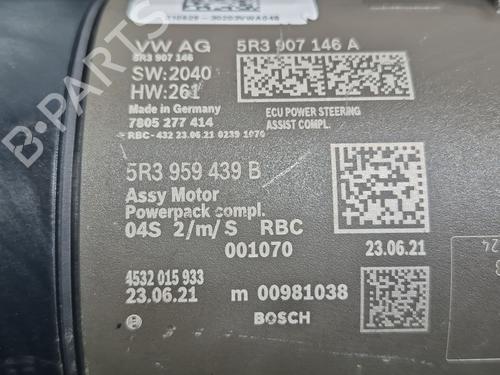 VW AG 5R3 907 146 A
5R3 907 146
SW:2040
HW:261
Made in Germany
7805 277 414
ECU POWER STEERING
ASSIST COMPL.
RBC-432 23.06.21 0239 1070
5R3 959 439 B
Assy Motor
Powerpack compl.
04S 2/m/S RBC
001070 23.06.21
4532 015 933
23.06.21 m 00981038
BOSCH
24